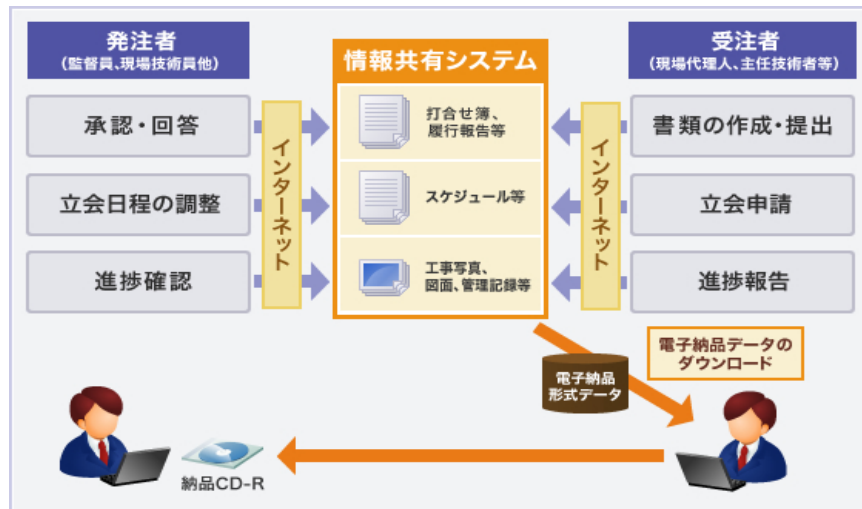 発注者
（監督員、現場技術員他）
承認・回答
立会日程の調整
進捗確認
インターネット
情報共有システム
打合せ簿、
履行報告等
スケジュール等
工事写真、
図面、管理記録等
インターネット
受注者
（現場代理人、主任技術者等）
書類の作成・提出
立会申請
進捗報告
電子納品データの
ダウンロード
電子納品
形式データ
納品CD-R